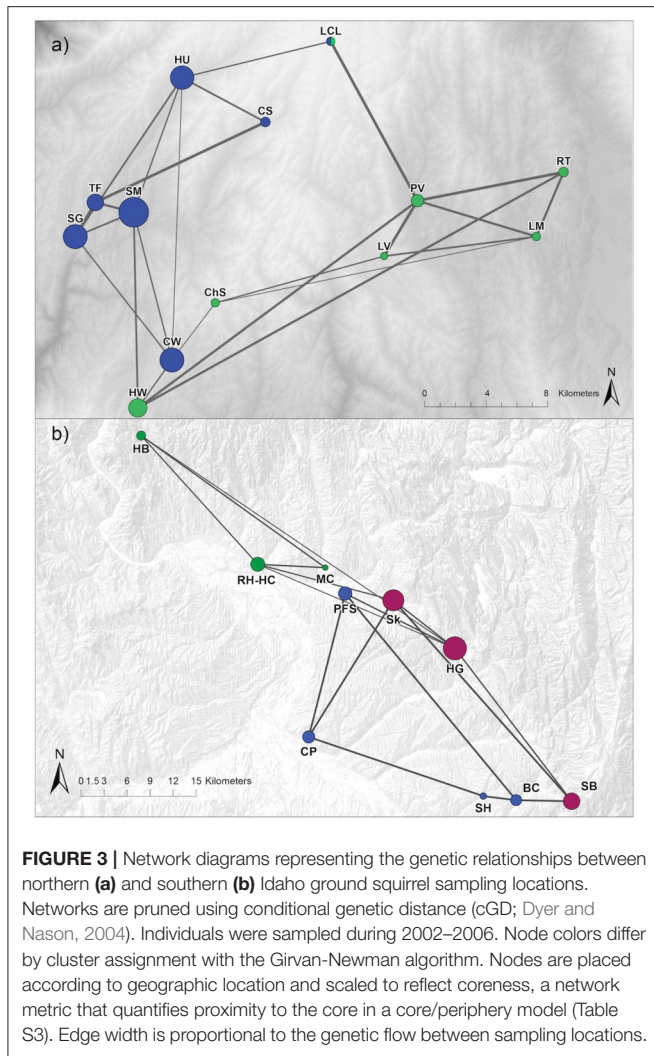 a)
LCL
HU
CS
RT
PV
TF
SM
SG
LM
LV
ChS
CW
HW
N
0 4 8
Kilometers
b)
HB
RH-HC
MC
PFS
Sk
HG
CP
N
0 1.5 3 6 9 12 15 Kilometers
SH
BC
SB
FIGURE 3 | Network diagrams representing the genetic relationships between
northern (a) and southern (b) Idaho ground squirrel sampling locations.
Networks are pruned using conditional genetic distance (cGD; Dyer and
Nason, 2004). Individuals were sampled during 2002–2006. Node colors differ
by cluster assignment with the Girvan-Newman algorithm. Nodes are placed
according to geographic location and scaled to reflect coreness, a network
metric that quantifies proximity to the core in a core/periphery model (Table
S3). Edge width is proportional to the genetic flow between sampling locations.